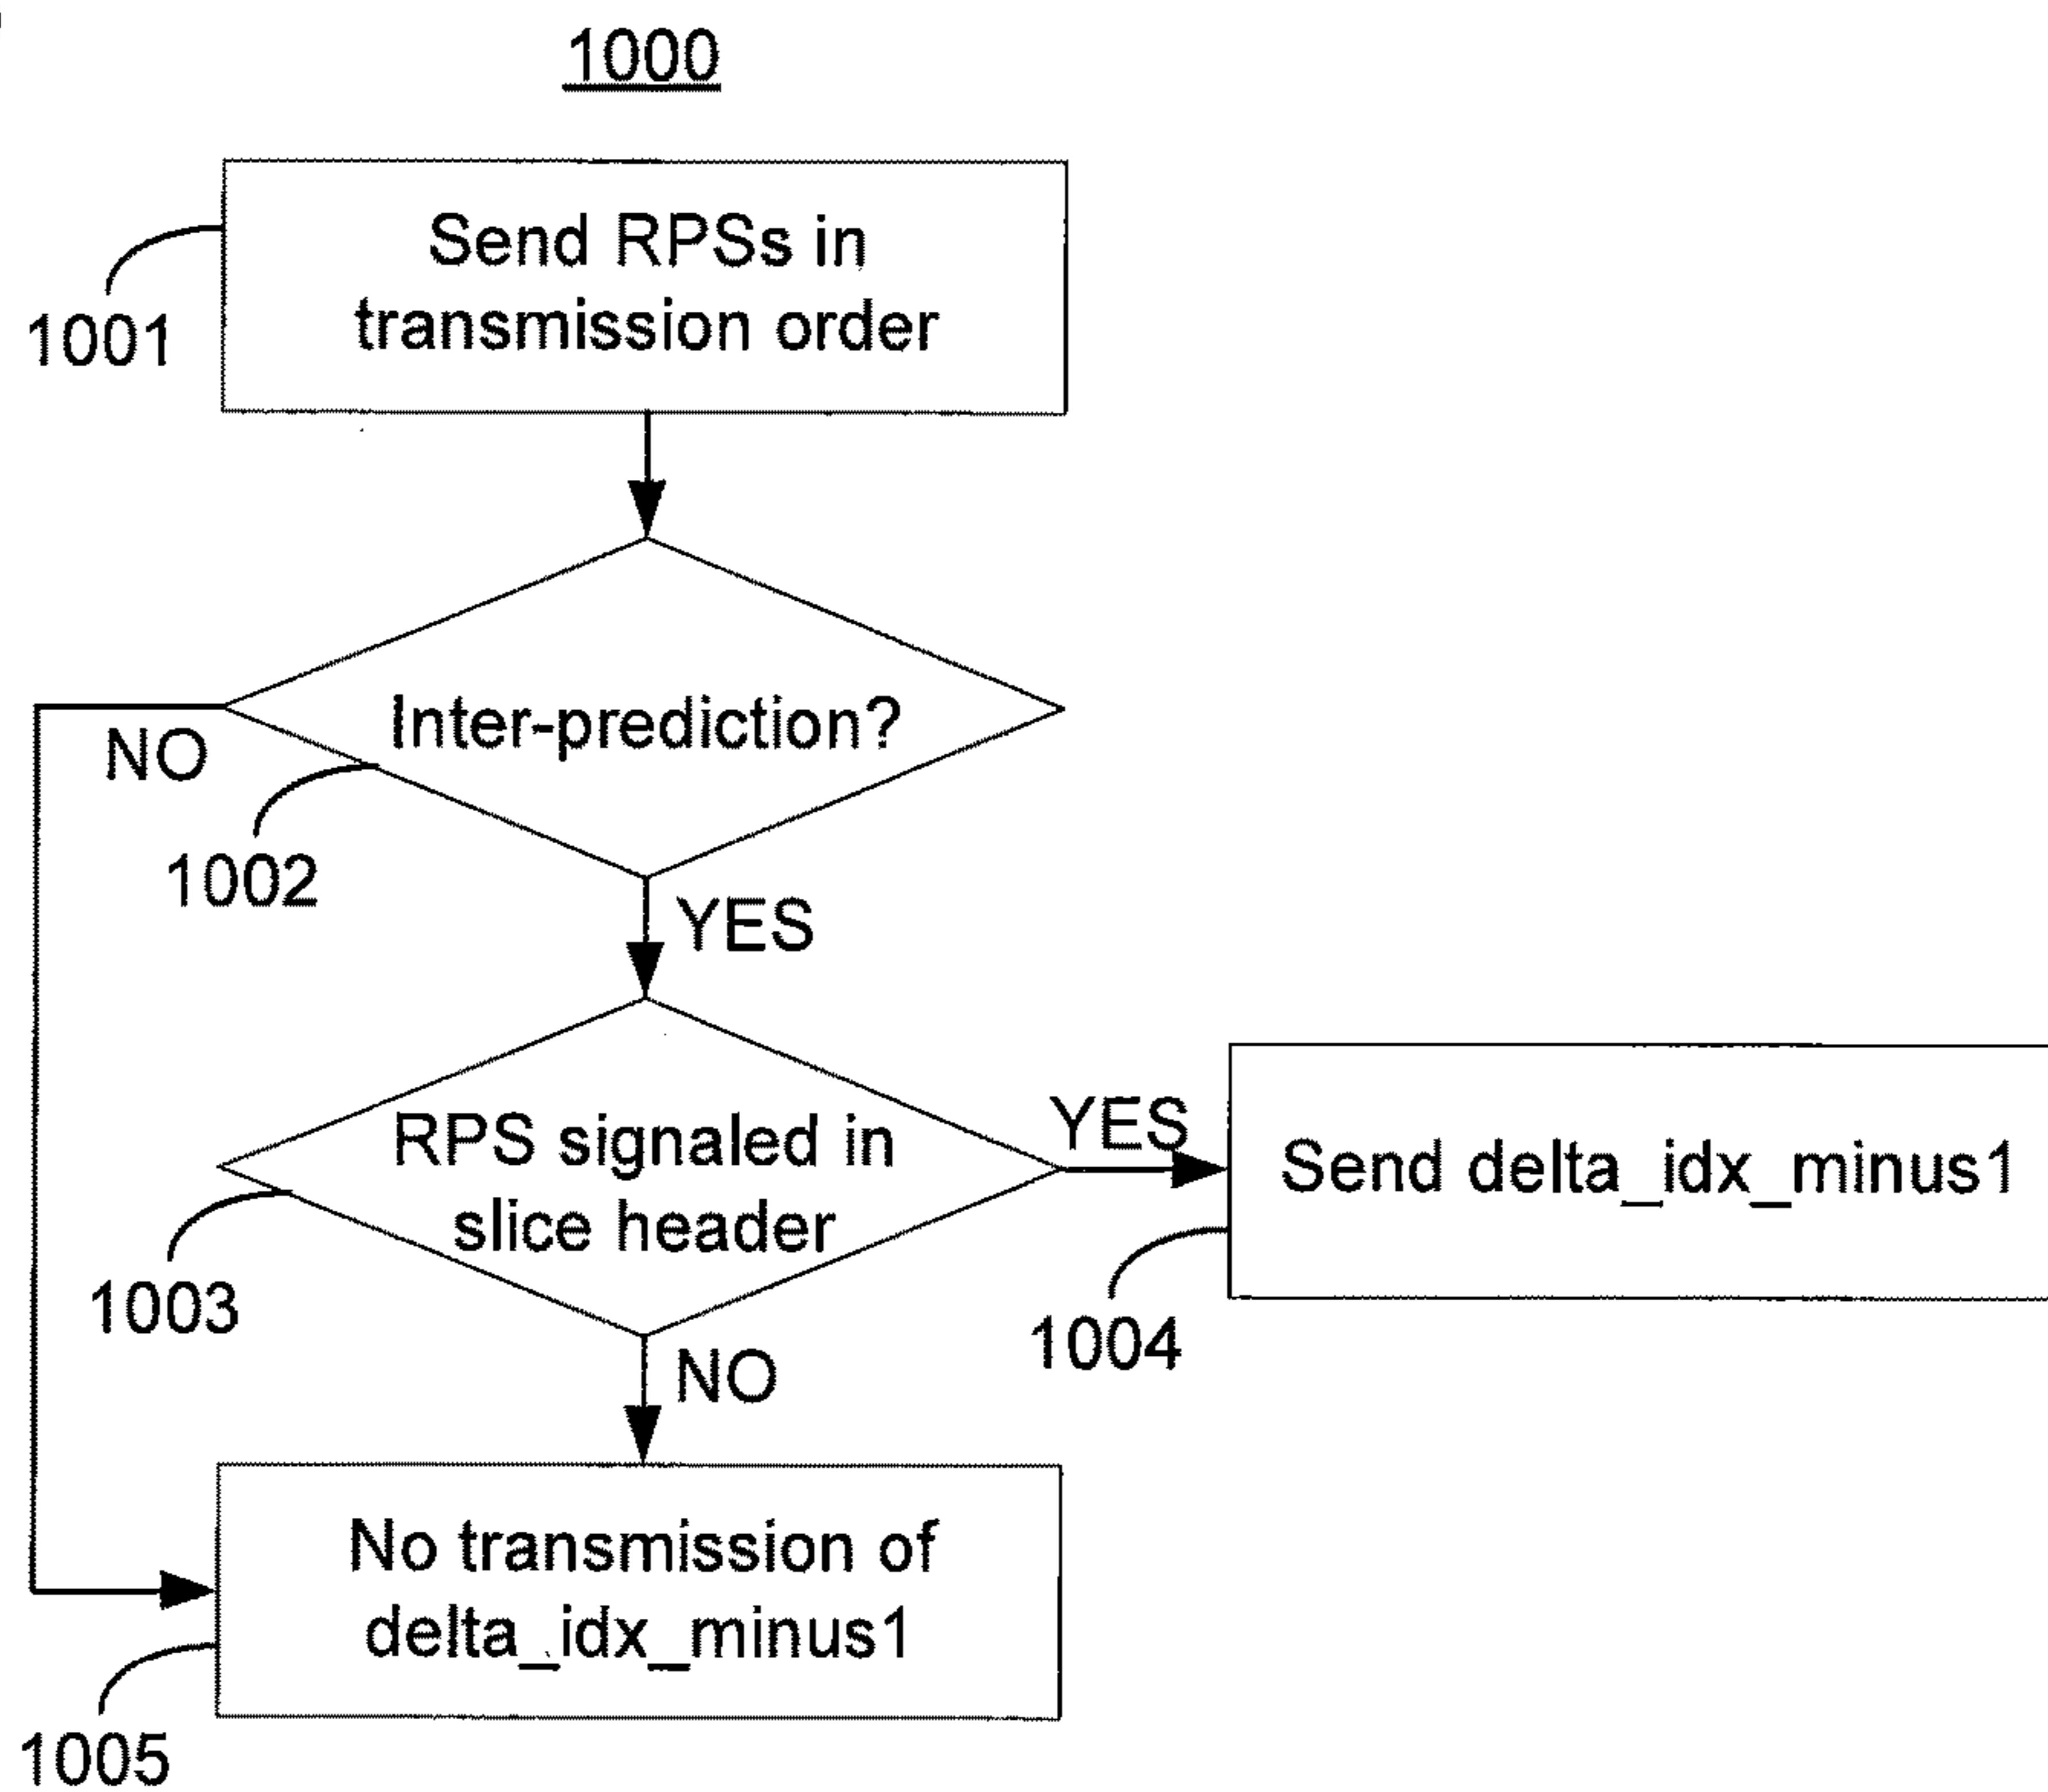 1000
Send RPSs in
transmission order
1001
Inter-prediction?
NO
1002
YES
RPS signaled in
slice header
YES
Send delta_idx_minus1
1003
1004
NO
No transmission of
delta_idx_minus1
1005